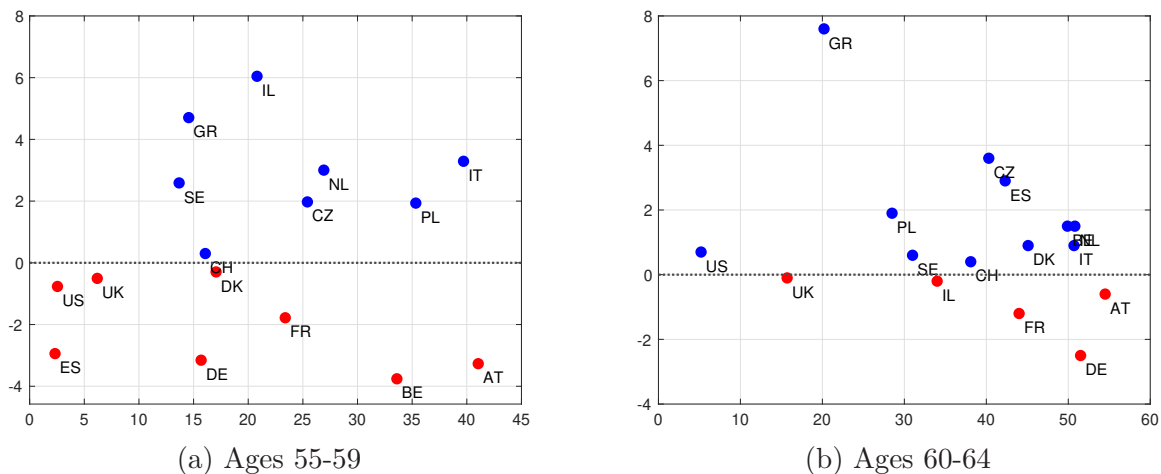 8
6
4
2
0
-2
-4
0 5 10 15 20 25 30 35 40 45
IL
GR
IT
NL
SE
CZ
PL
CH
DK
US
UK
FR
ES
DE
BE
AT
(a) Ages 55-59
8
6
4
2
0
-2
-4
0 10 20 30 40 50 60
GR
CZ
ES
PL
BE
NL
US
SE
CH
DK
IT
UK
IL
AT
FR
DE
(b) Ages 60-64